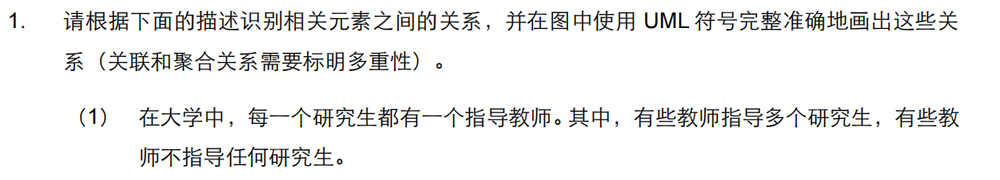 1. 请根据下面的描述识别相关元素之间的关系，并在图中使用 UML 符号完整准确地画出这些关
系（关联和聚合关系需要标明多重性）。
（1） 在大学中，每一个研究生都有一个指导教师。其中，有些教师指导多个研究生，有些教
师不指导任何研究生。